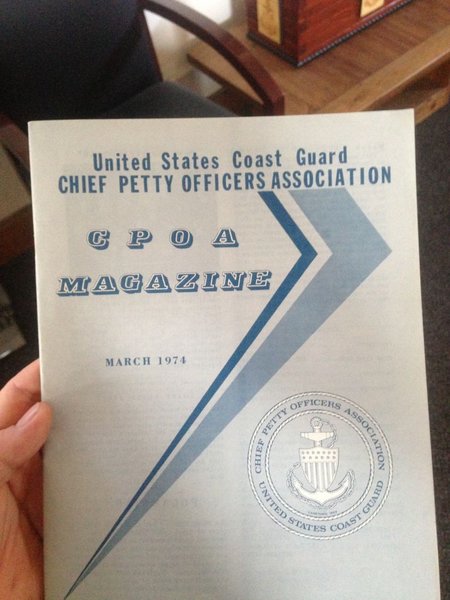 United States Coast Guard
CHIEF PETTY OFFICERS ASSOCIATION
CPOA
MAGAZINE
MARCH 1974
CHIEF PETTY OFFICERS ASSOCIATION
UNITED STATES COAST GUARD